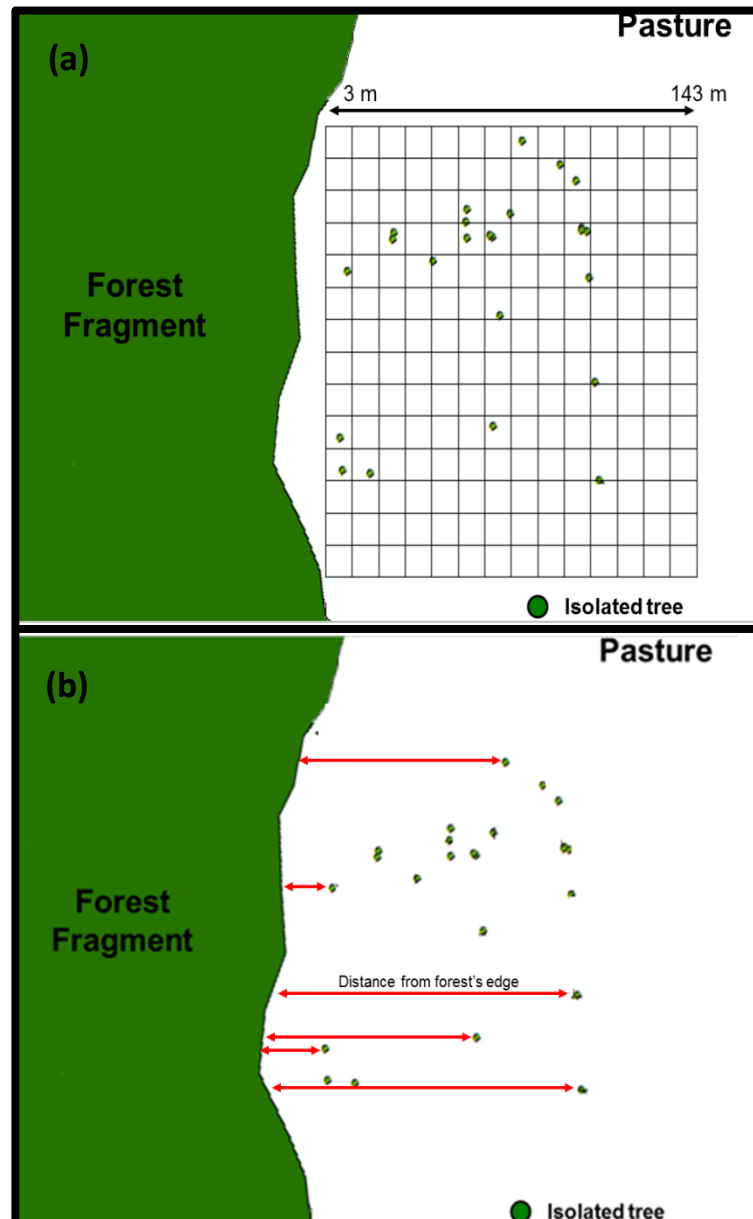 Pasture
(a)
3 m
143 m
Forest
Fragment
Isolated tree
Pasture
(b)
Forest
Fragment
Distance from forest's edge
Isolated tree